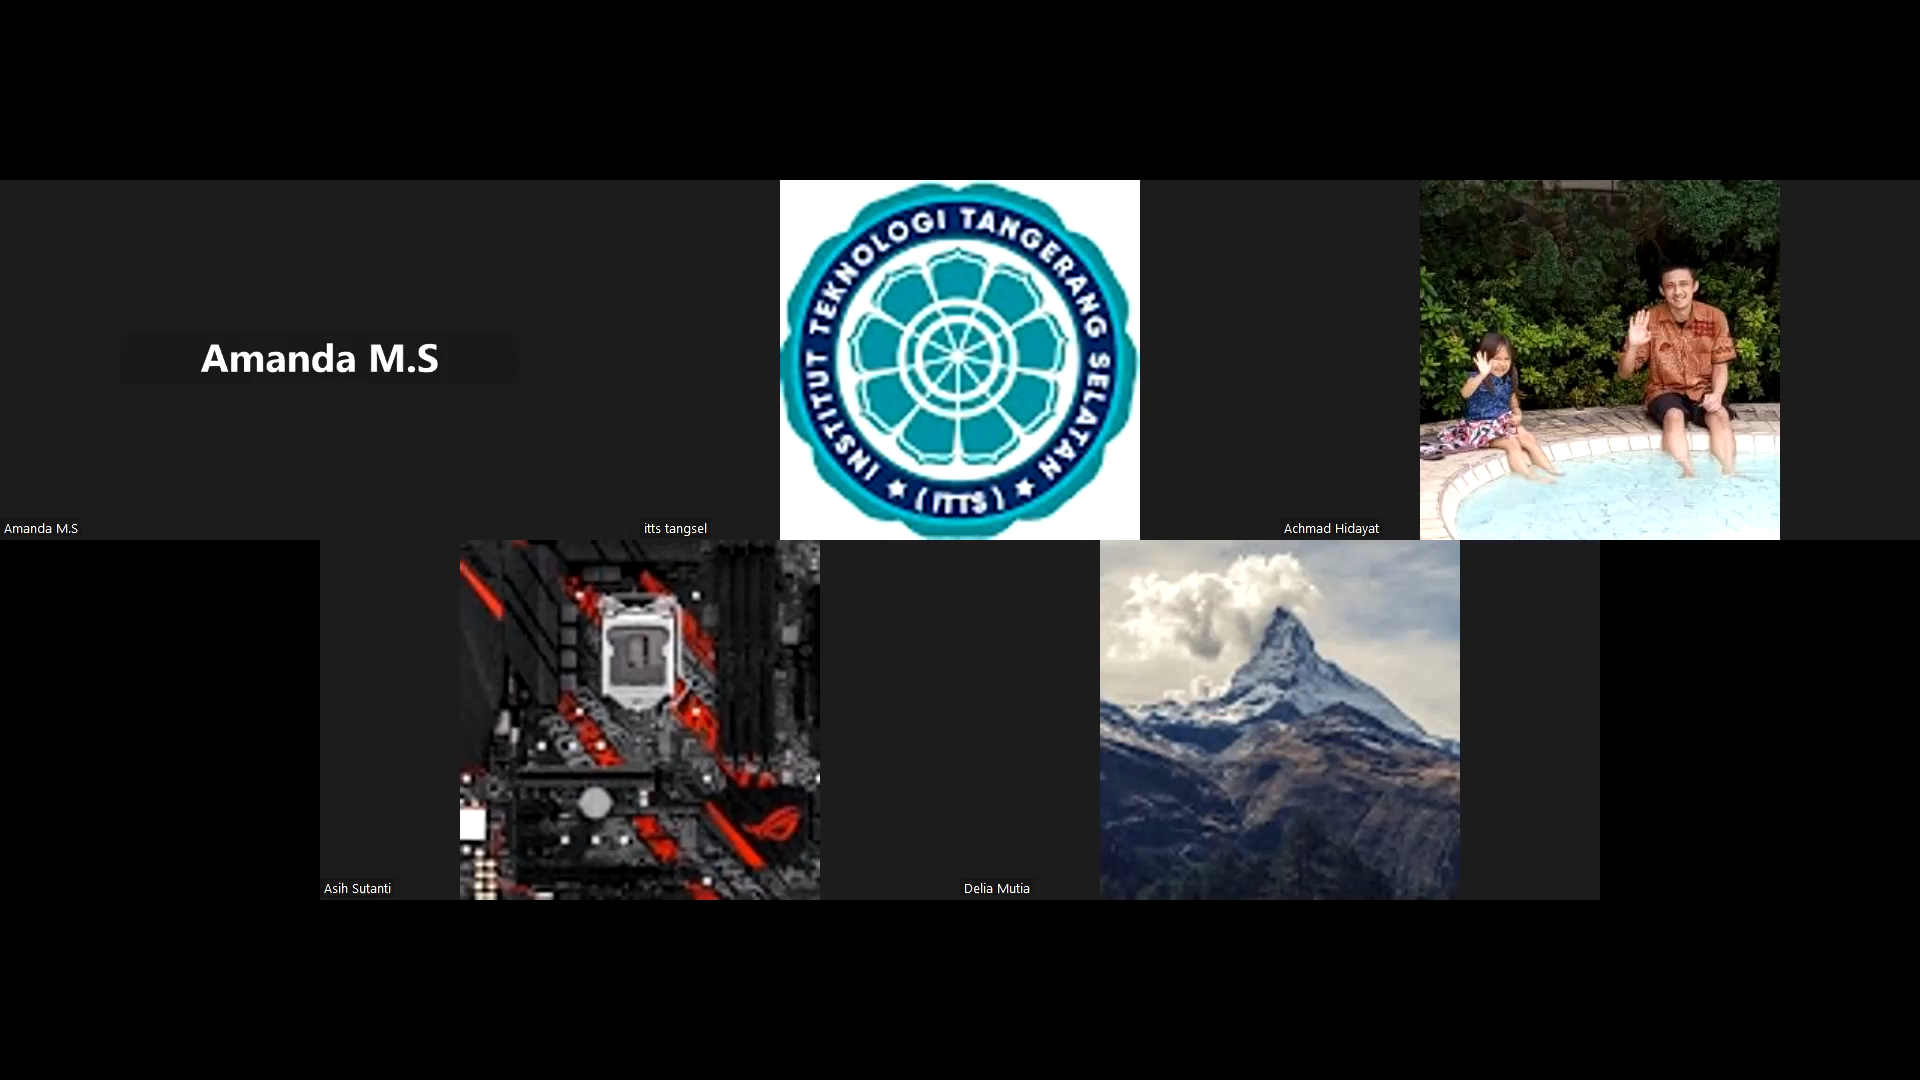 Amanda M.S
Amanda M.S
INSTITUT TEKNOLOGI TANGERANG SELATAN
( ITTS )
itts tangsel
Achmad Hidayat
Asih Sutanti
Delia Mutia